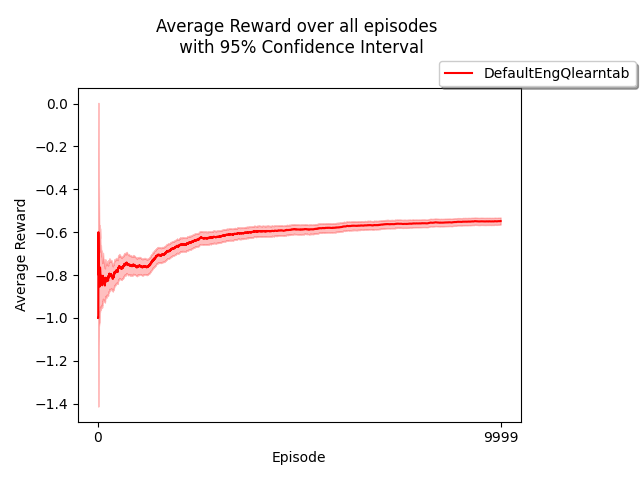 Average Reward over all episodes
with 95% Confidence Interval
DefaultEngQlearntab
0.0
−0.2
−0.4
−0.6
−0.8
−1.0
−1.2
−1.4
Average Reward
0 9999
Episode